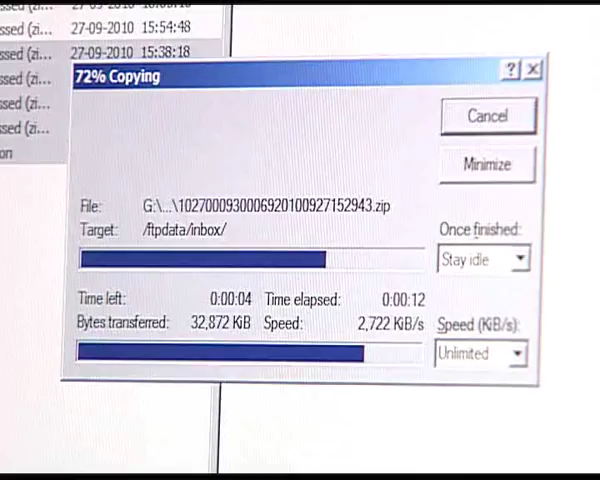 ssed (zi...
ssed (zi... 27-09-2010 15:54:48
ssed (zi... 27-09-2010 15:38:18
ssed (zi...
ssed (zi...
ssed (zi...
on
72% Copying
Cancel
Minimize
File: G:\...\1027000930006920100927152943.zip
Target: /ftpdata/inbox/
Once finished:
Stay idle
Time left: 0:00:04 Time elapsed: 0:00:12
Bytes transferred: 32,872 KiB Speed: 2,722 KiB/s
Speed (KiB/s):
Unlimited